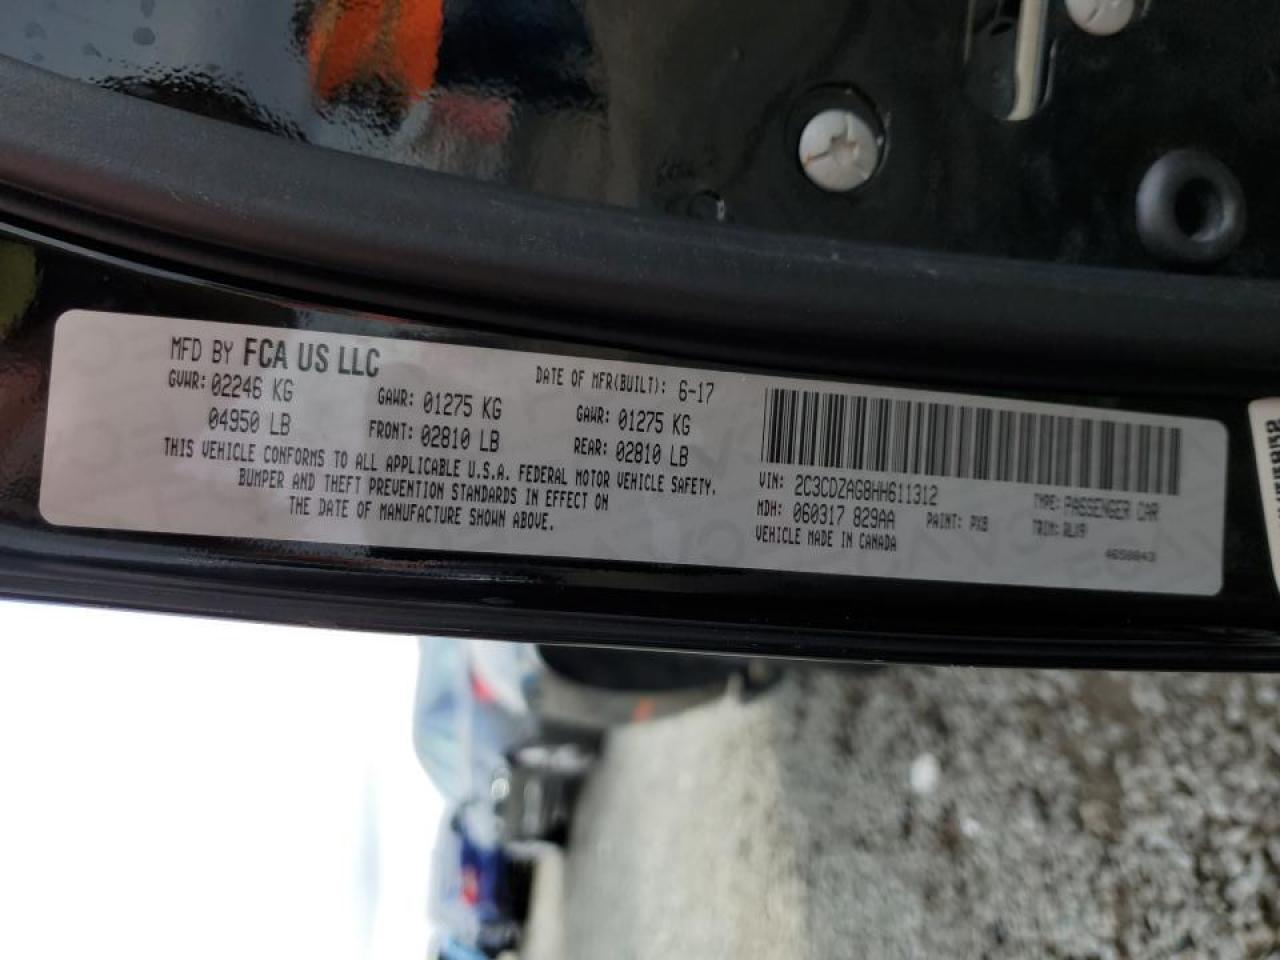 MFD BY FCA US LLC
DATE OF MFR(BUILT): 6-17
GVWR: 02246 KG
04950 LB
GAWR: 01275 KG
FRONT: 02810 LB
GAWR: 01275 KG
REAR: 02810 LB
THIS VEHICLE CONFORMS TO ALL APPLICABLE U.S.A. FEDERAL MOTOR VEHICLE SAFETY,
BUMPER AND THEFT PREVENTION STANDARDS IN EFFECT ON
THE DATE OF MANUFACTURE SHOWN ABOVE.
VIN: 2C3CDZAG8HH611312
TYPE: PASSENGER CAR
MDH: 060317 829AA
PAINT: PX8
TRIM: RLX9
VEHICLE MADE IN CANADA